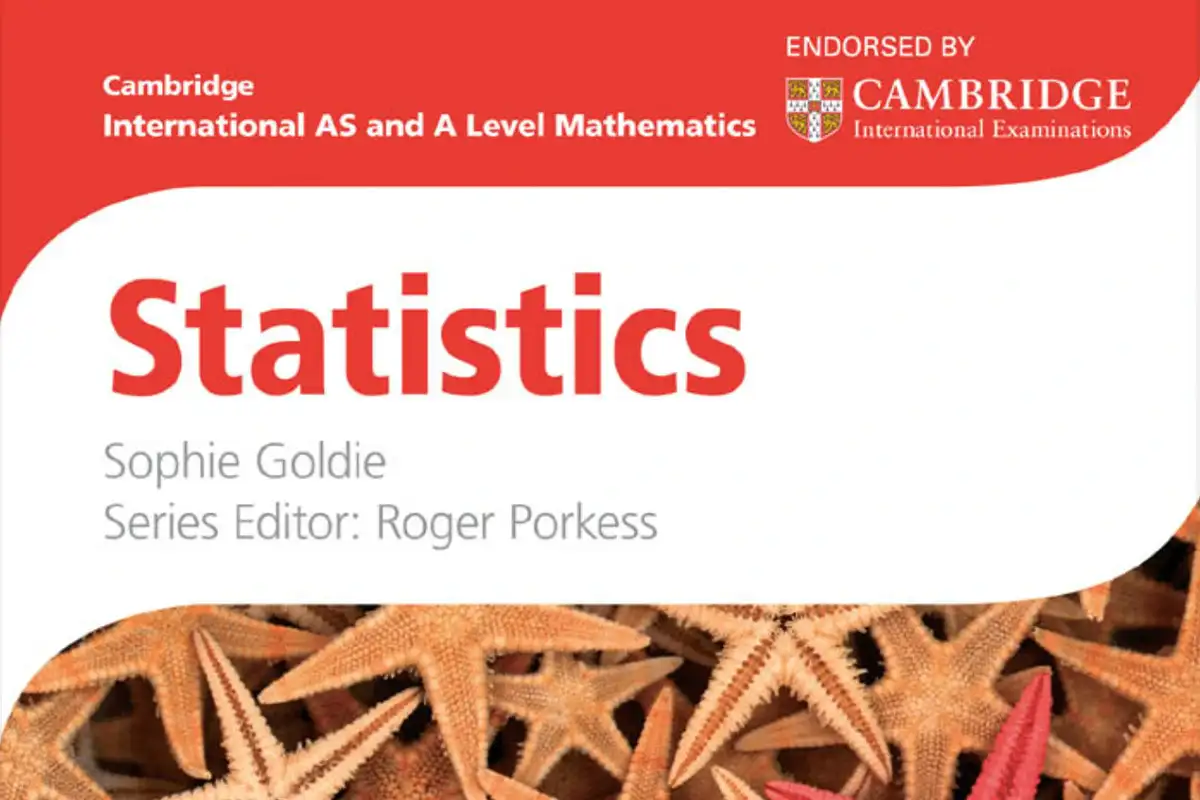 Cambridge
International AS and A Level Mathematics
ENDORSED BY
CAMBRIDGE
International Examinations
Statistics
Sophie Goldie
Series Editor: Roger Porkess